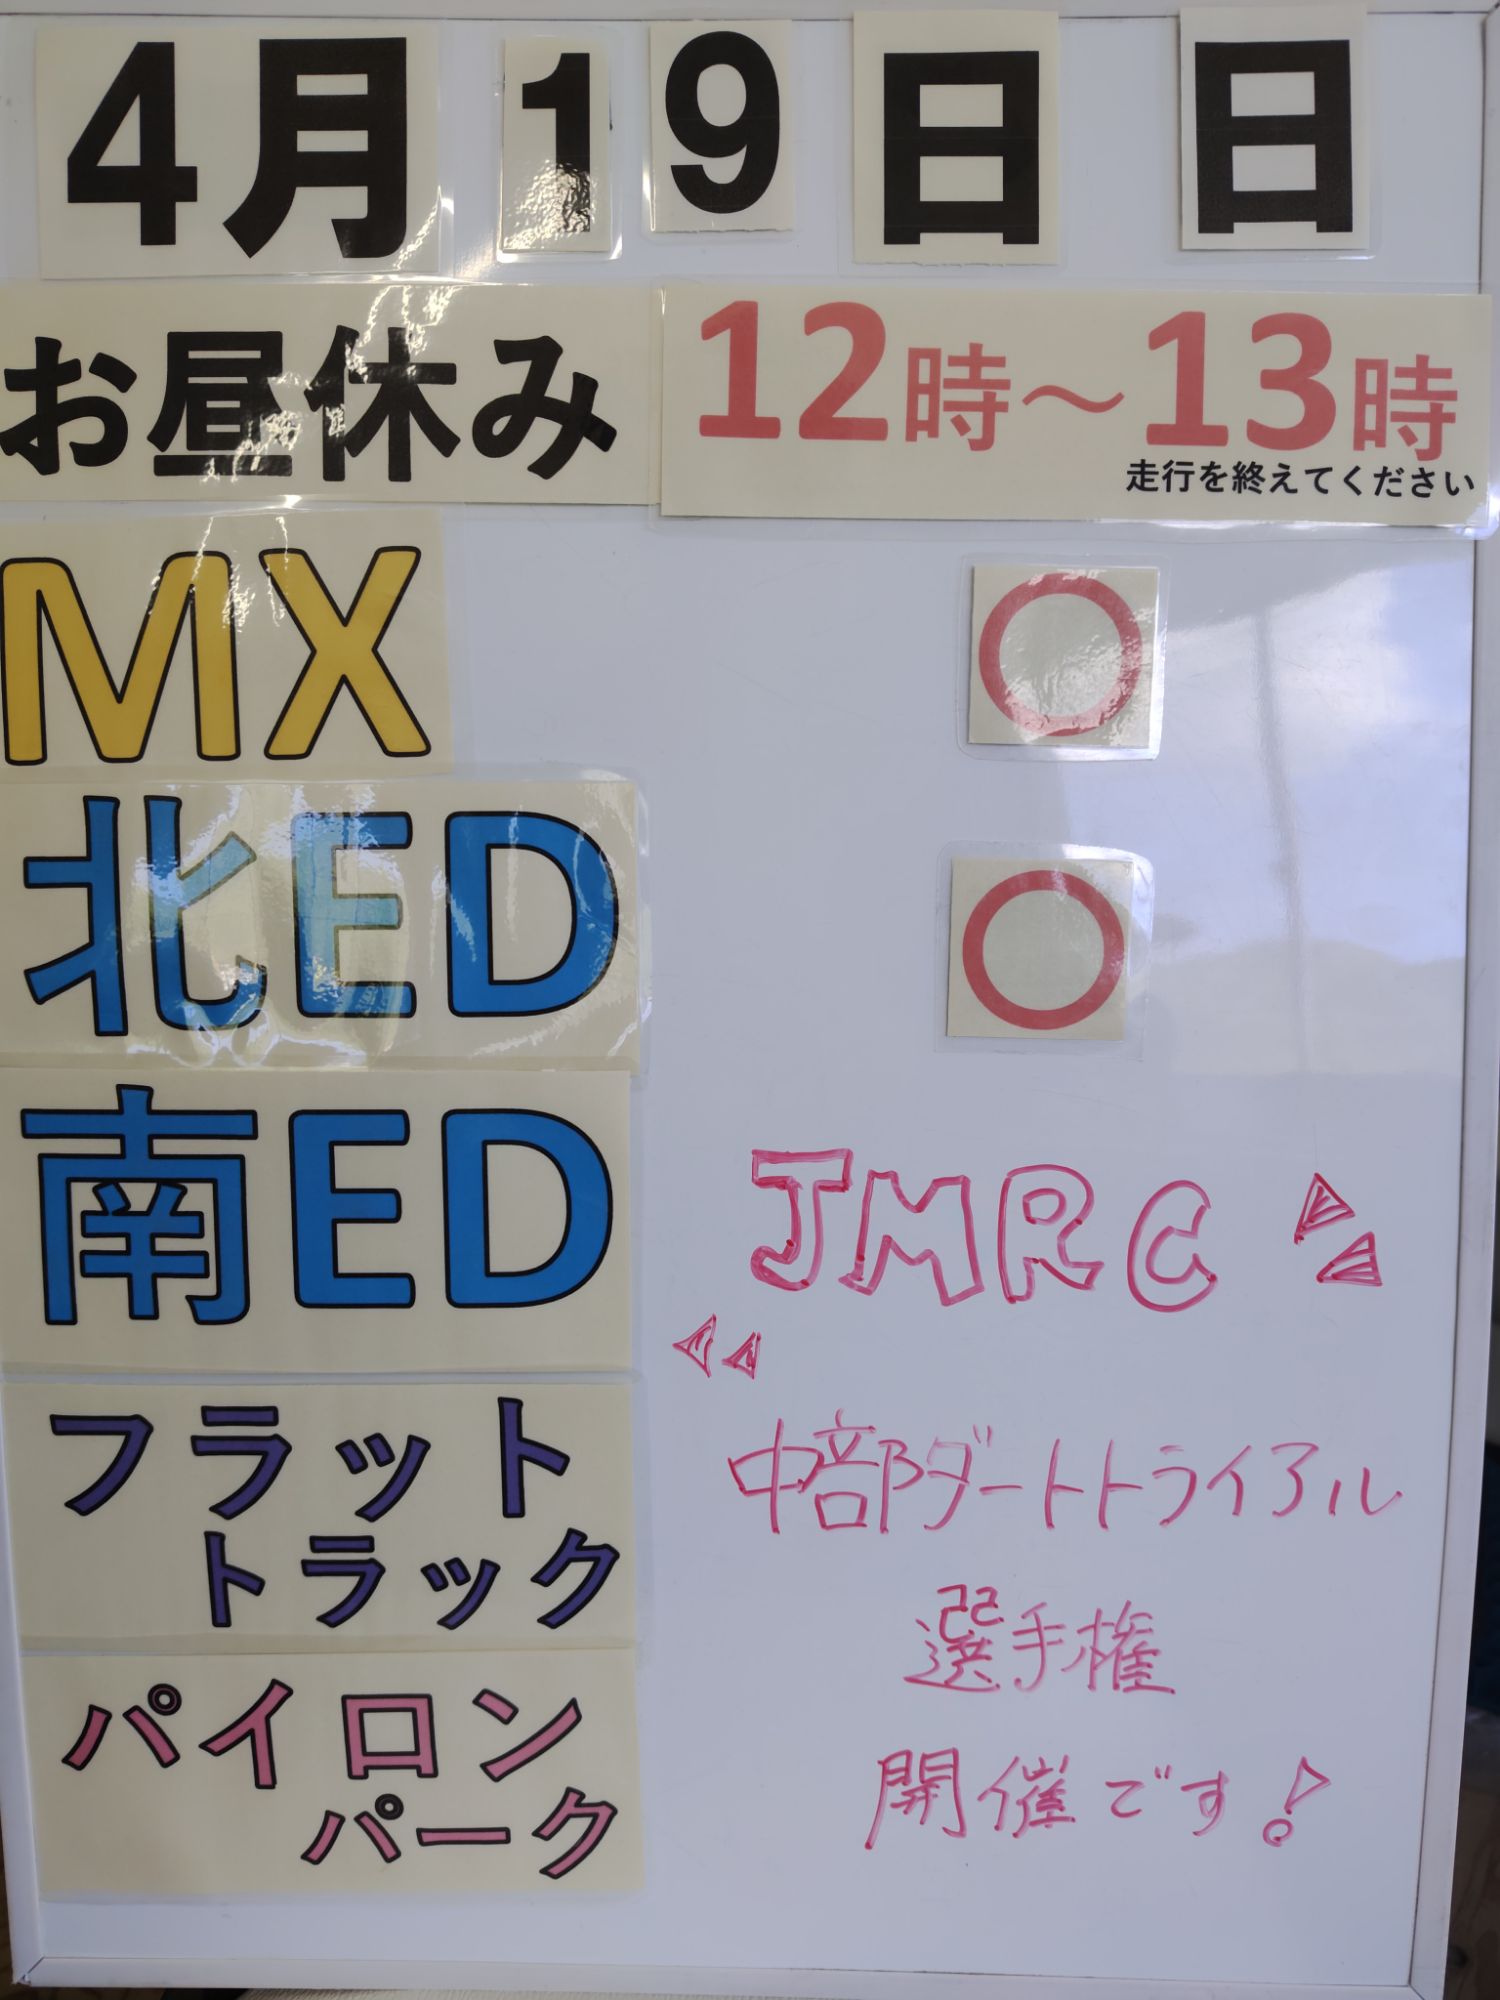 4月 19日 日
お昼休み 12時〜13時
走行を終えてください
MX ○
北ED ○
南ED
JMRC
フラット
トラック
中部ダートトライアル
選手権
パイロン
パーク
開催です!